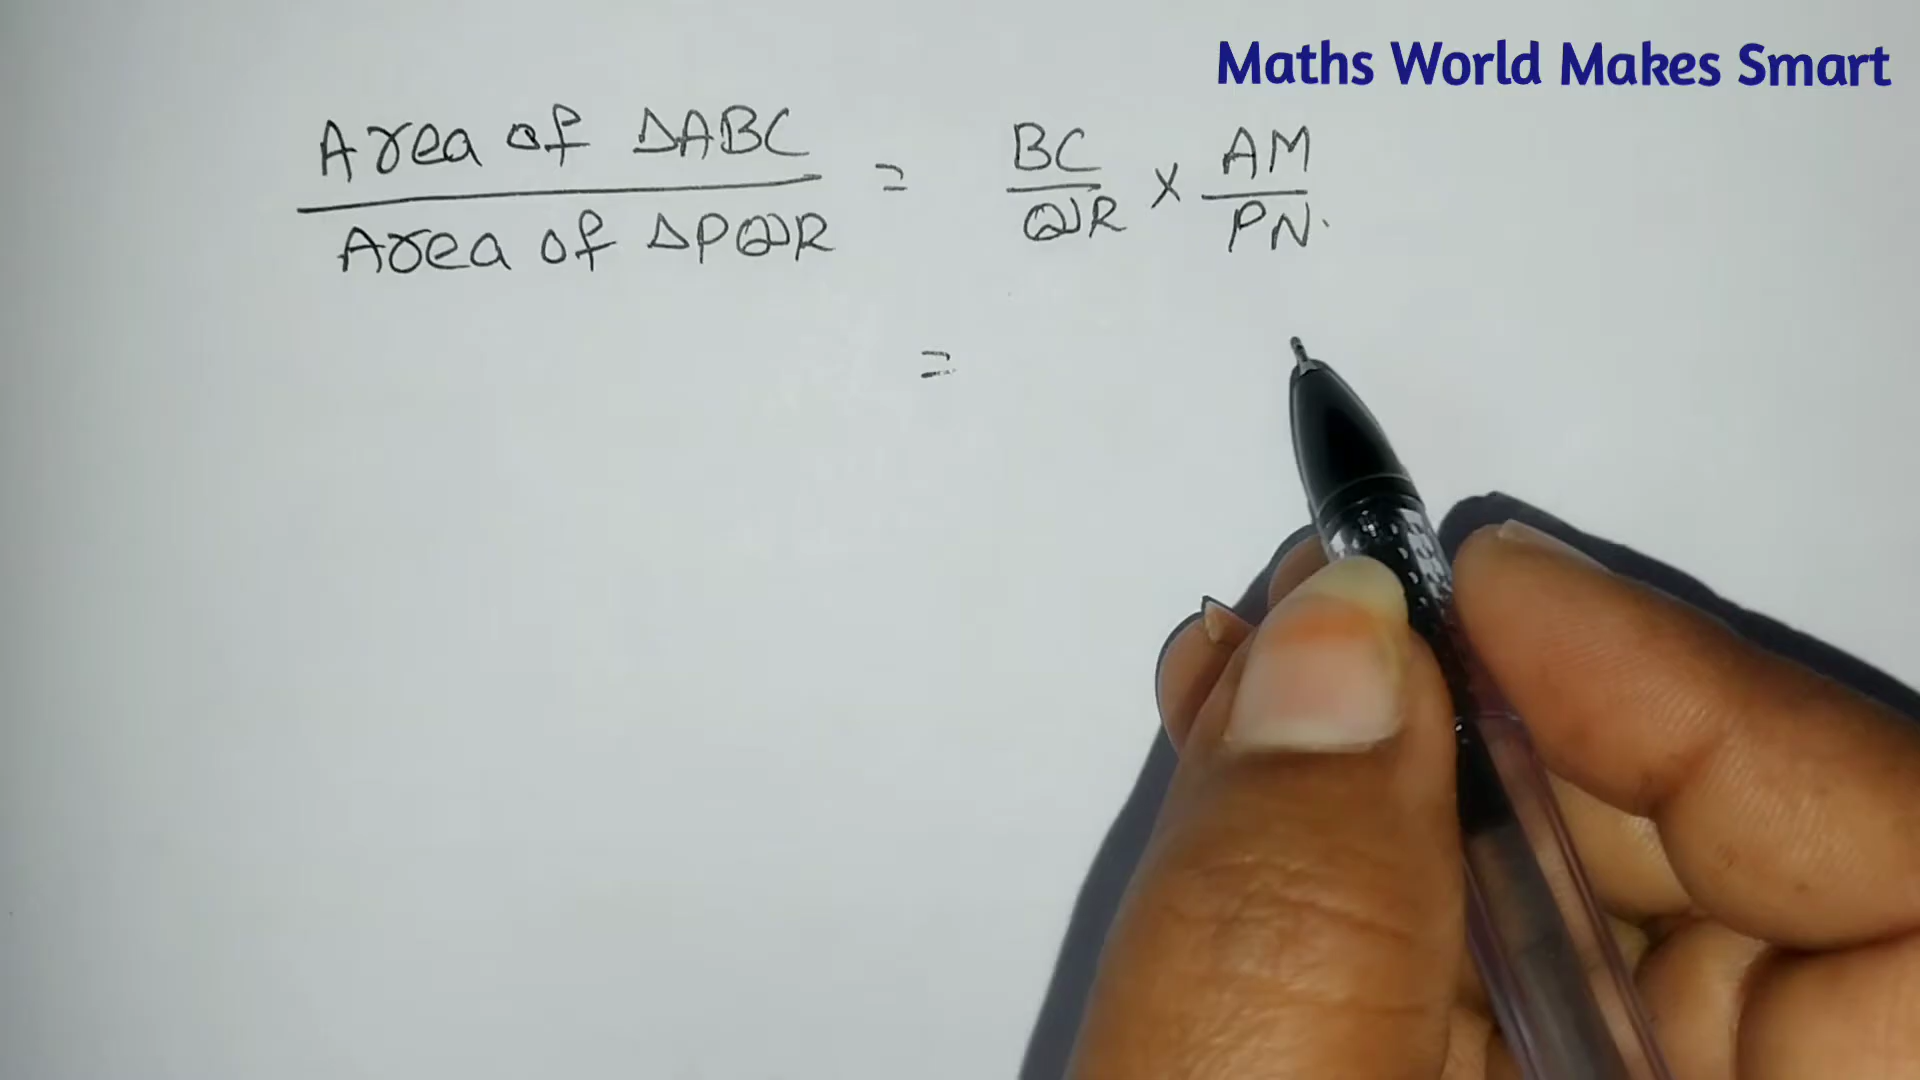 Maths World Makes Smart
Area of ΔABC / Area of ΔPQR = BC / QR × AM / PN.
=